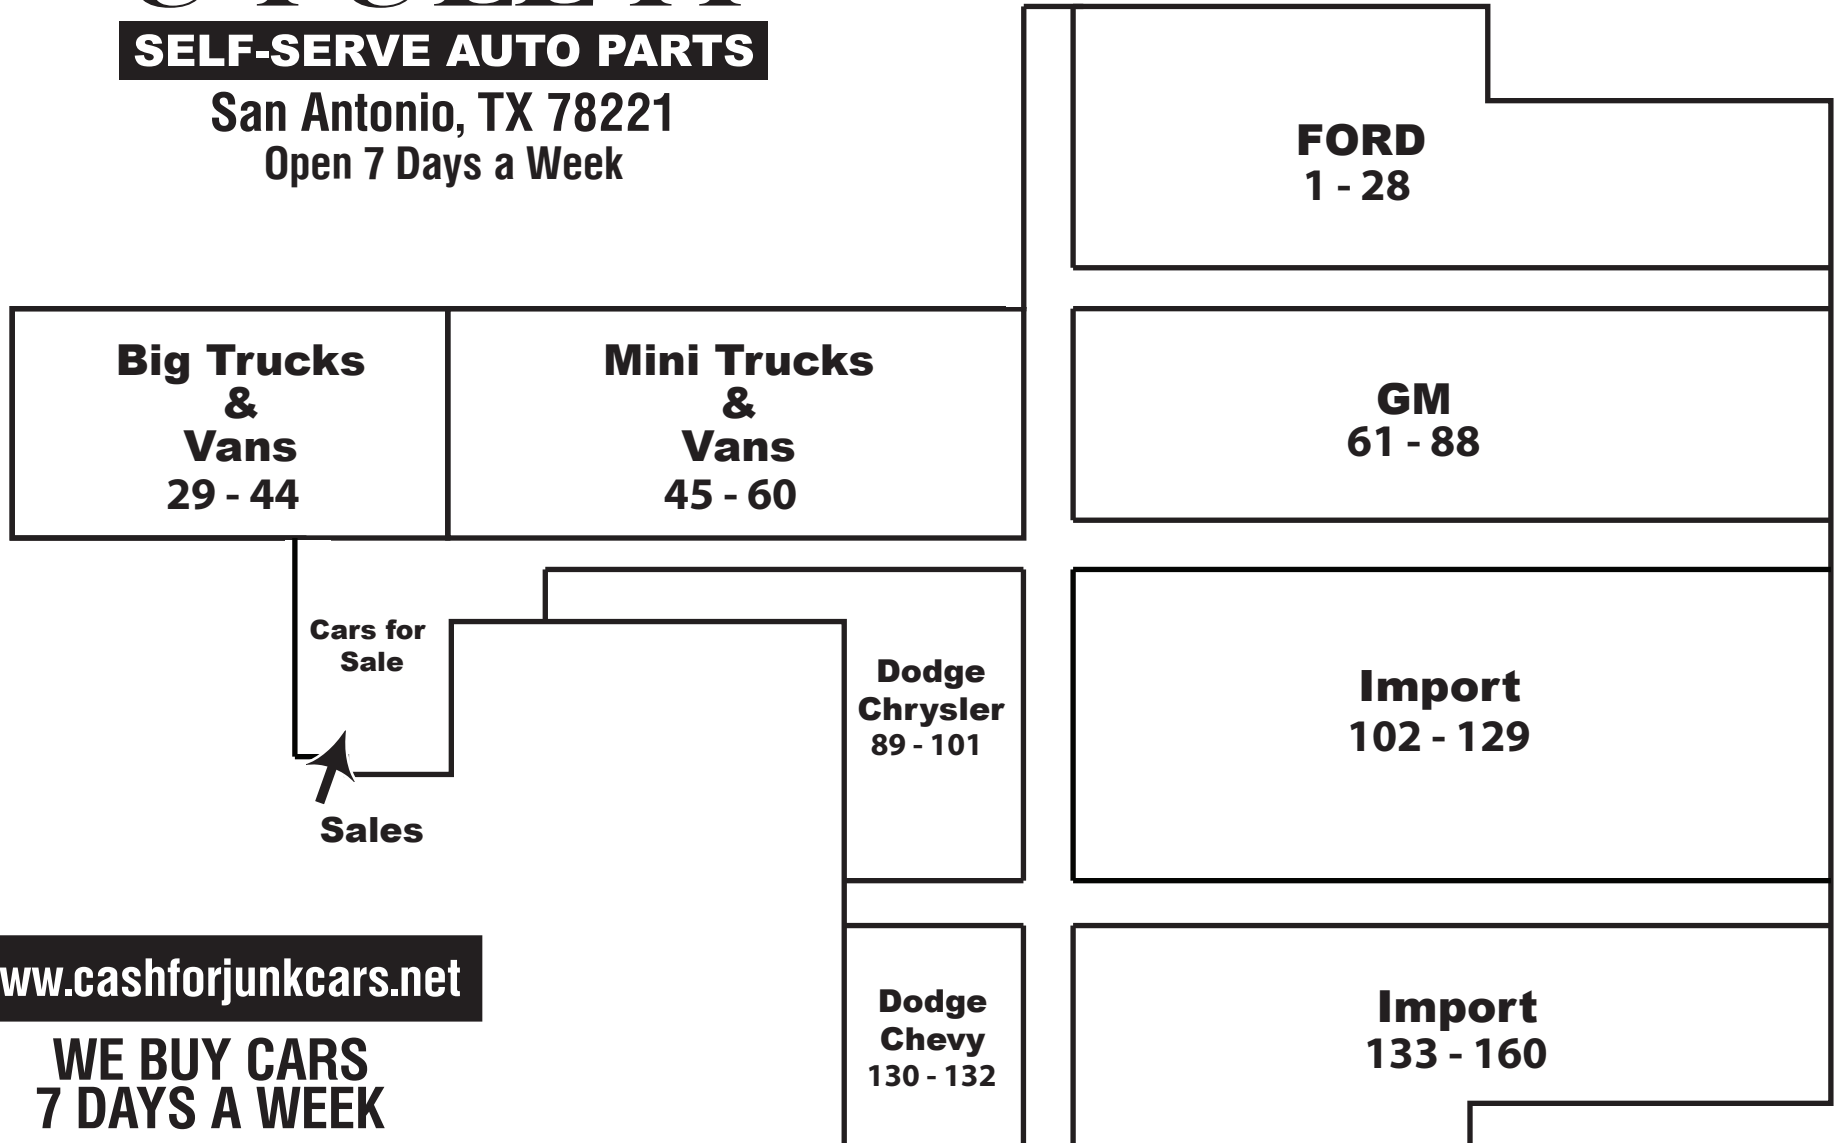 SELF-SERVE AUTO PARTS
San Antonio, TX 78221
Open 7 Days a Week
FORD
1 - 28
Big Trucks
&
Vans
29 - 44
Mini Trucks
&
Vans
45 - 60
GM
61 - 88
Cars for
Sale
Sales
Dodge
Chrysler
89 - 101
Import
102 - 129
Dodge
Chevy
130 - 132
Import
133 - 160
ww.cashforjunkcars.net
WE BUY CARS
7 DAYS A WEEK